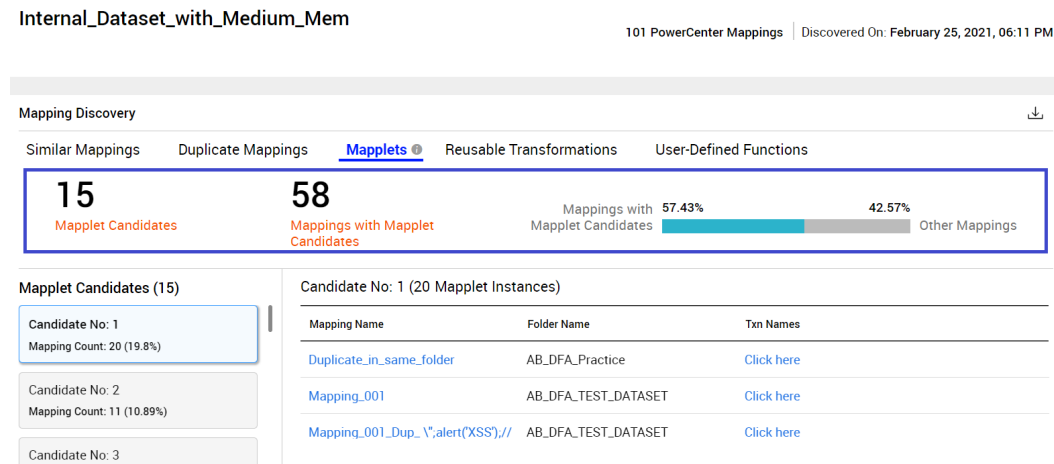 Internal_Dataset_with_Medium_Mem
101 PowerCenter Mappings Discovered On: February 25, 2021, 06:11 PM
Mapping Discovery
Similar Mappings Duplicate Mappings Mapplets Reusable Transformations User-Defined Functions
15 58
Mapplet Candidates
Mappings with Mapplet
Candidates
Mappings with
Mapplet Candidates
57.43% 42.57%
Other Mappings
Mapplet Candidates (15)
Candidate No: 1
Mapping Count: 20 (19.8%)
Candidate No: 2
Mapping Count: 11 (10.89%)
Candidate No: 3
Candidate No: 1 (20 Mapplet Instances)
Mapping Name Folder Name Txn Names
Duplicate_in_same_folder AB_DFA_Practice Click here
Mapping_001 AB_DFA_TEST_DATASET Click here
Mapping_001_Dup_ \";alert('XSS');// AB_DFA_TEST_DATASET Click here